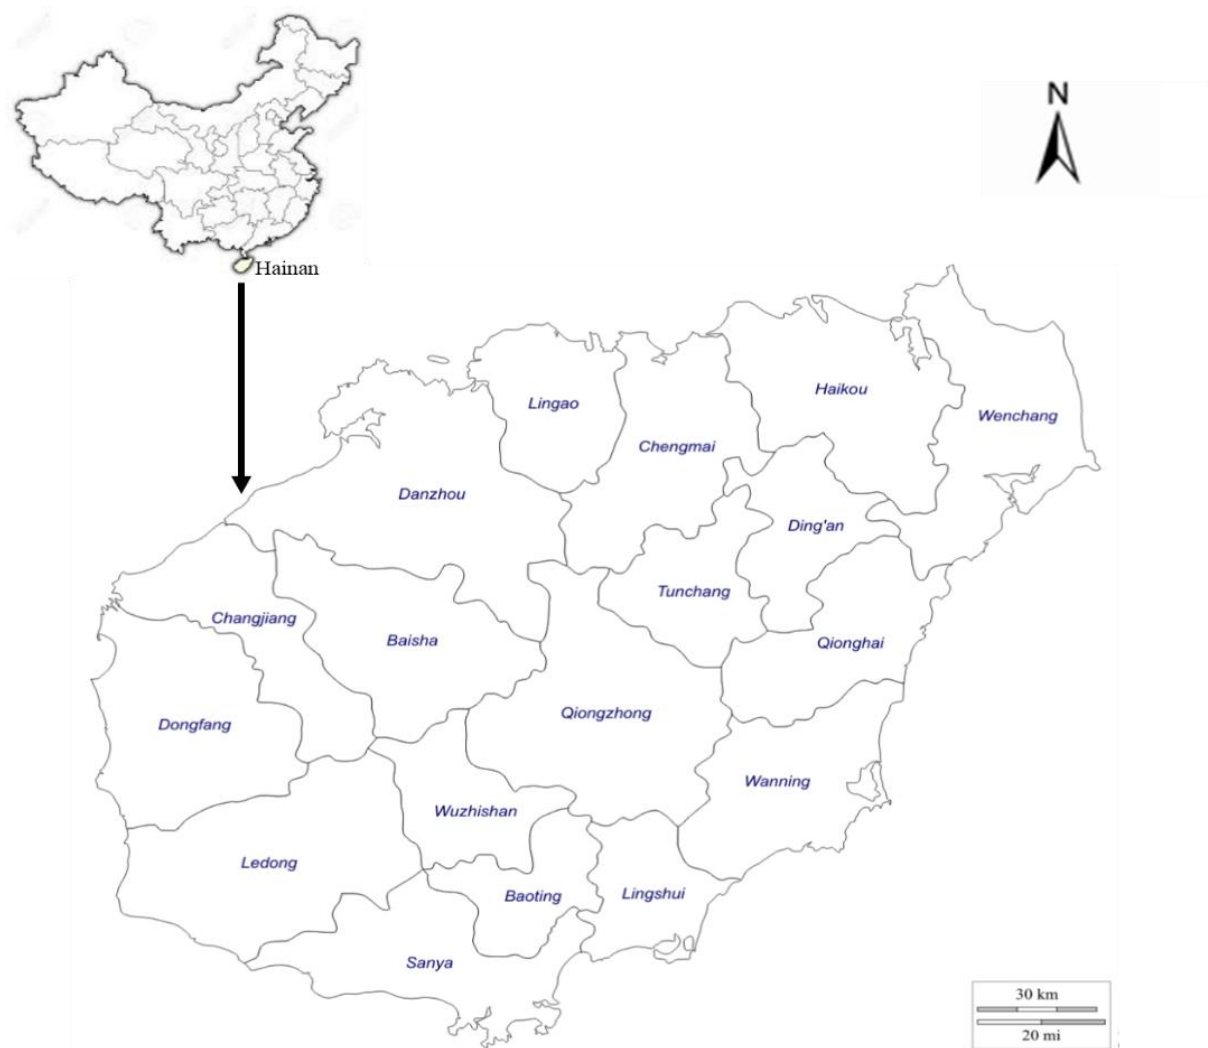 N
Hainan
Haikou
Lingao
Wenchang
Chengmai
Danzhou
Ding'an
Tunchang
Changjiang
Baisha
Qionghai
Qiongzhong
Dongfang
Wanning
Wuzhishan
Ledong
Baoting
Lingshui
Sanya
30 km
20 mi